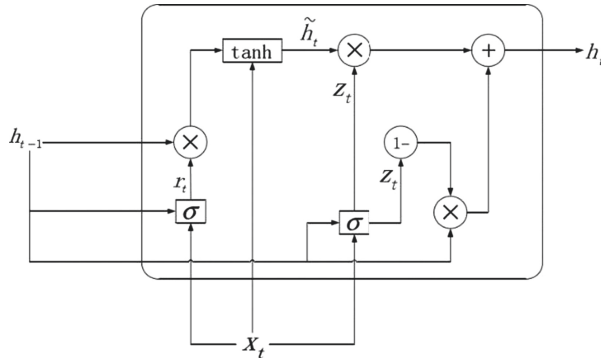 h̃ₜ
tanh
×
+
hₜ
zₜ
hₜ₋₁
×
1-
rₜ
zₜ
σ
σ
×
xₜ